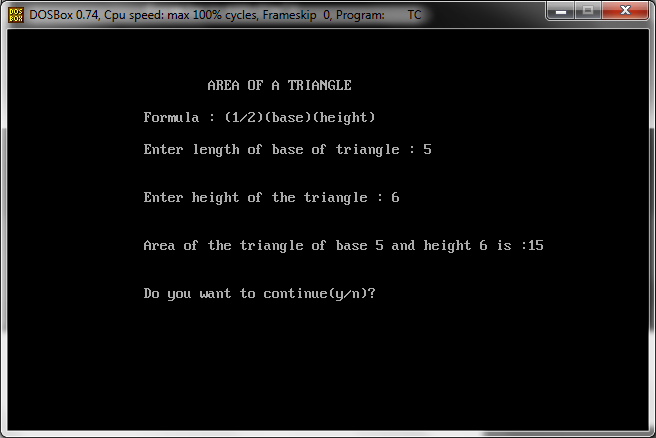 DOS BOX DOSBox 0.74, Cpu speed: max 100% cycles, Frameskip 0, Program: TC
AREA OF A TRIANGLE
Formula : (1/2)(base)(height)
Enter length of base of triangle : 5
Enter height of the triangle : 6
Area of the triangle of base 5 and height 6 is :15
Do you want to continue(y/n)?